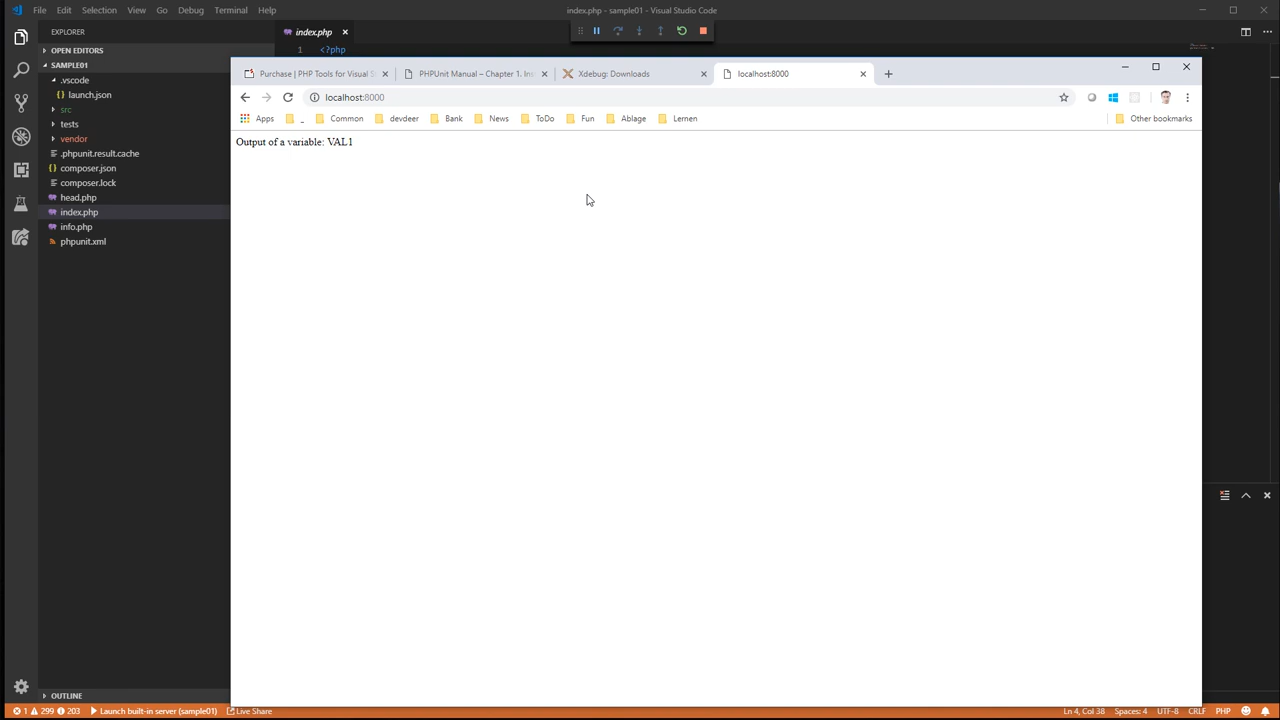 File Edit Selection View Go Debug Terminal Help
index.php - sample01 - Visual Studio Code
EXPLORER
OPEN EDITORS
SAMPLE01
.vscode
{} launch.json
src
tests
vendor
.phpunit.result.cache
{} composer.json
composer.lock
head.php
index.php
info.php
phpunit.xml
OUTLINE
index.php
1 <?php
Purchase | PHP Tools for Visual S
PHPUnit Manual – Chapter 1. In
Xdebug: Downloads
localhost:8000
localhost:8000
Apps _ Common devdeer Bank News ToDo Fun Ablage Lernen Other bookmarks
Output of a variable: VAL1
1 299 203 Launch built-in server (sample01) Live Share Ln 4, Col 38 Spaces: 4 UTF-8 CRLF PHP